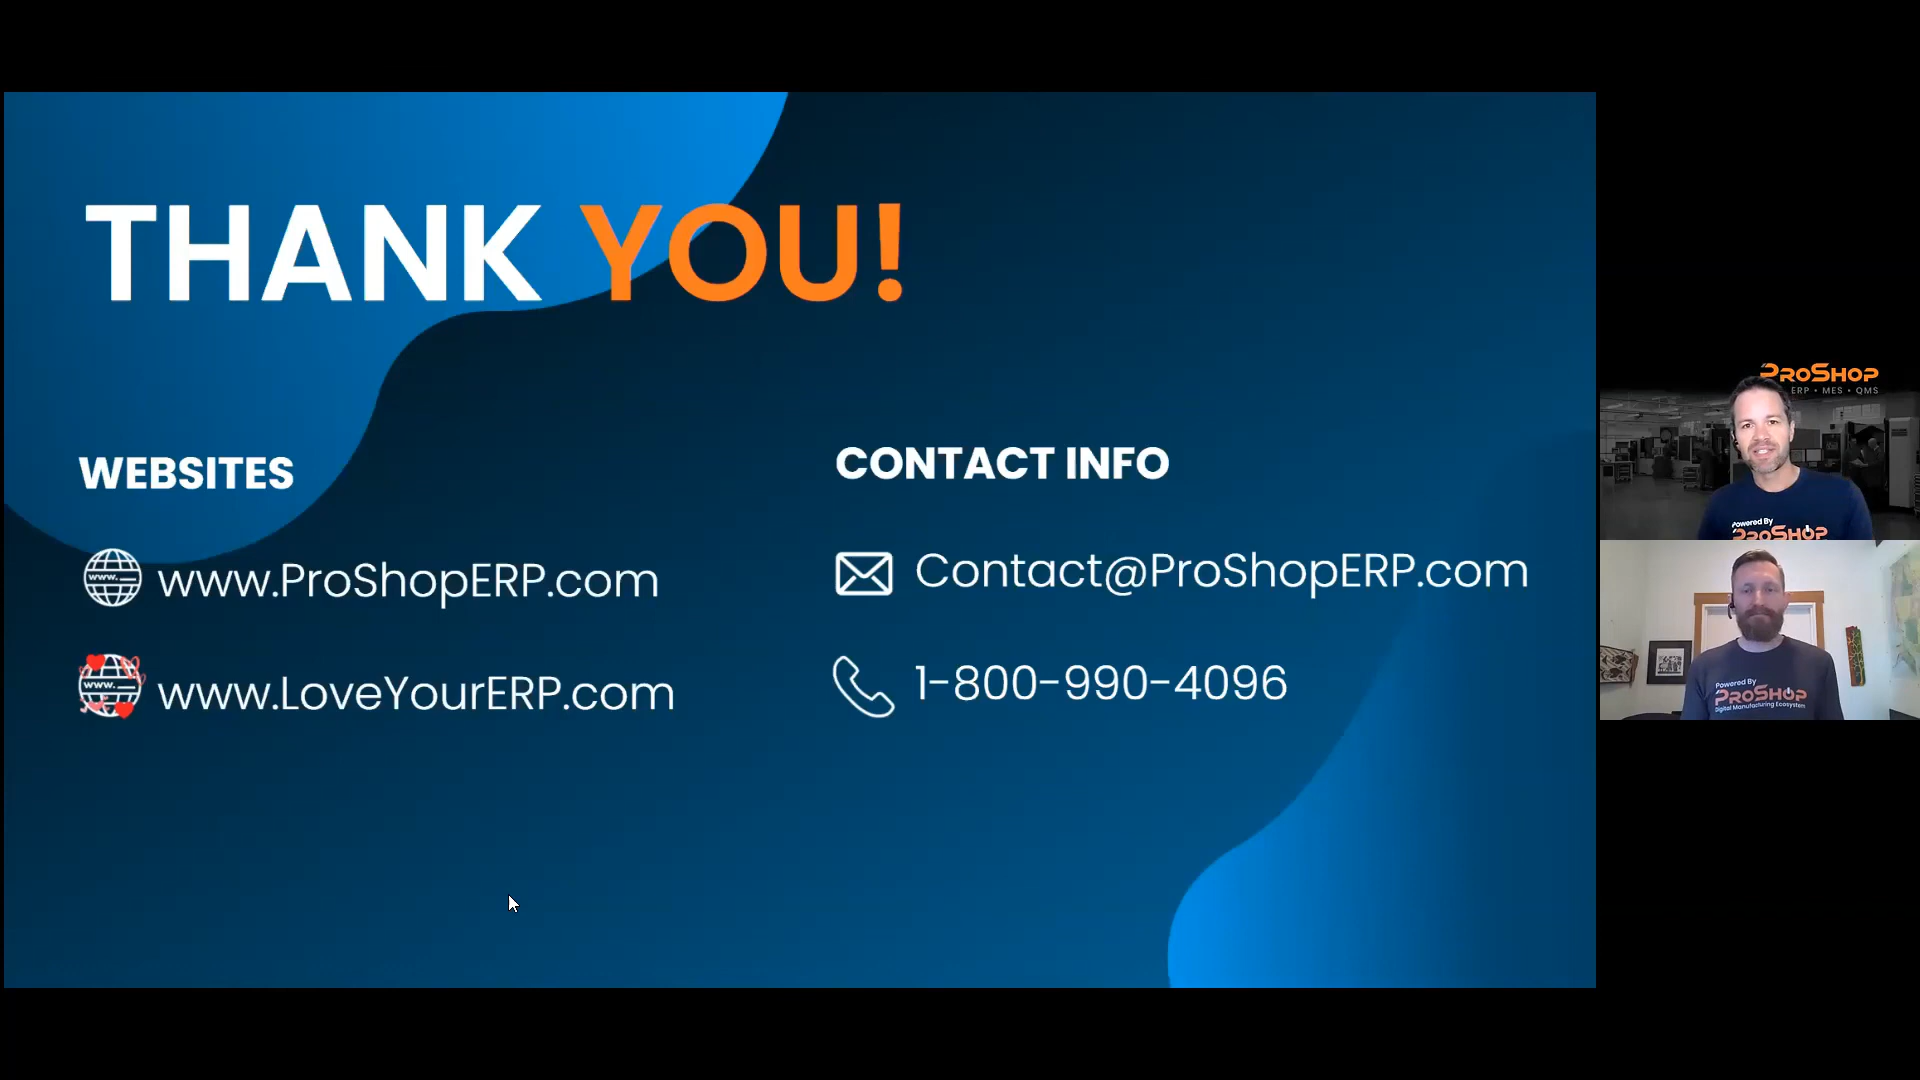 THANK YOU!
WEBSITES
www.ProShopERP.com
www.LoveYourERP.com
CONTACT INFO
Contact@ProShopERP.com
1-800-990-4096
PROSHOP
ERP • MES • QMS
Powered By
PROSHOP
Powered By
PROSHOP
Digital Manufacturing Ecosystem